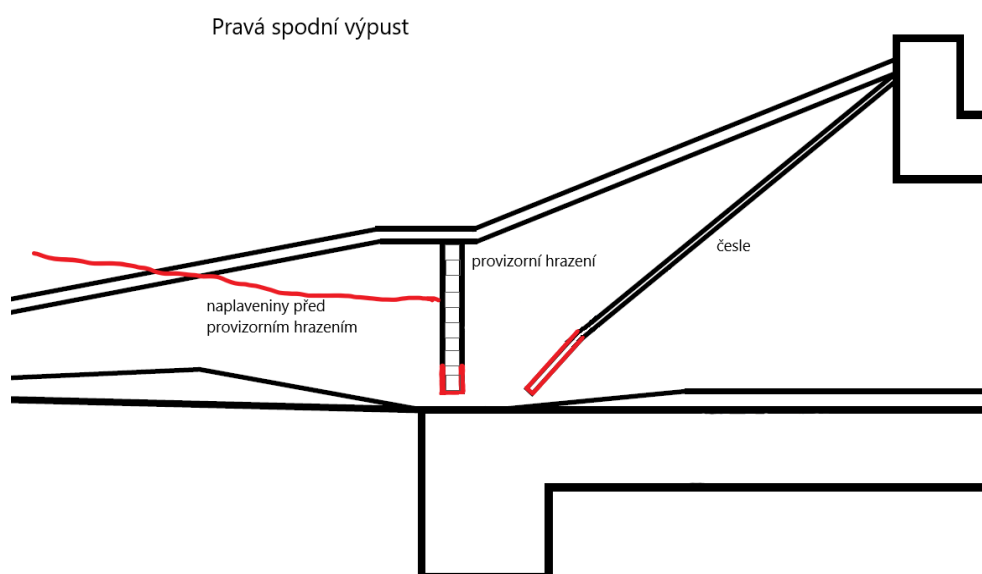 Pravá spodní výpust
provizorní hrazení
česle
naplaveniny před
provizorním hrazením